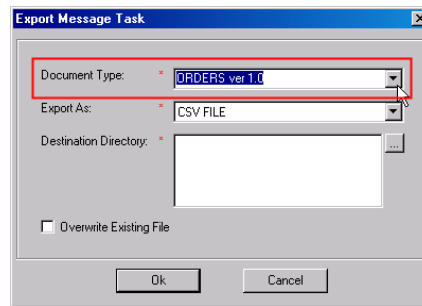 Export Message Task
Document Type: * ORDERS ver 1.0
Export As: * CSV FILE
Destination Directory: * ...
Overwrite Existing File
Ok Cancel